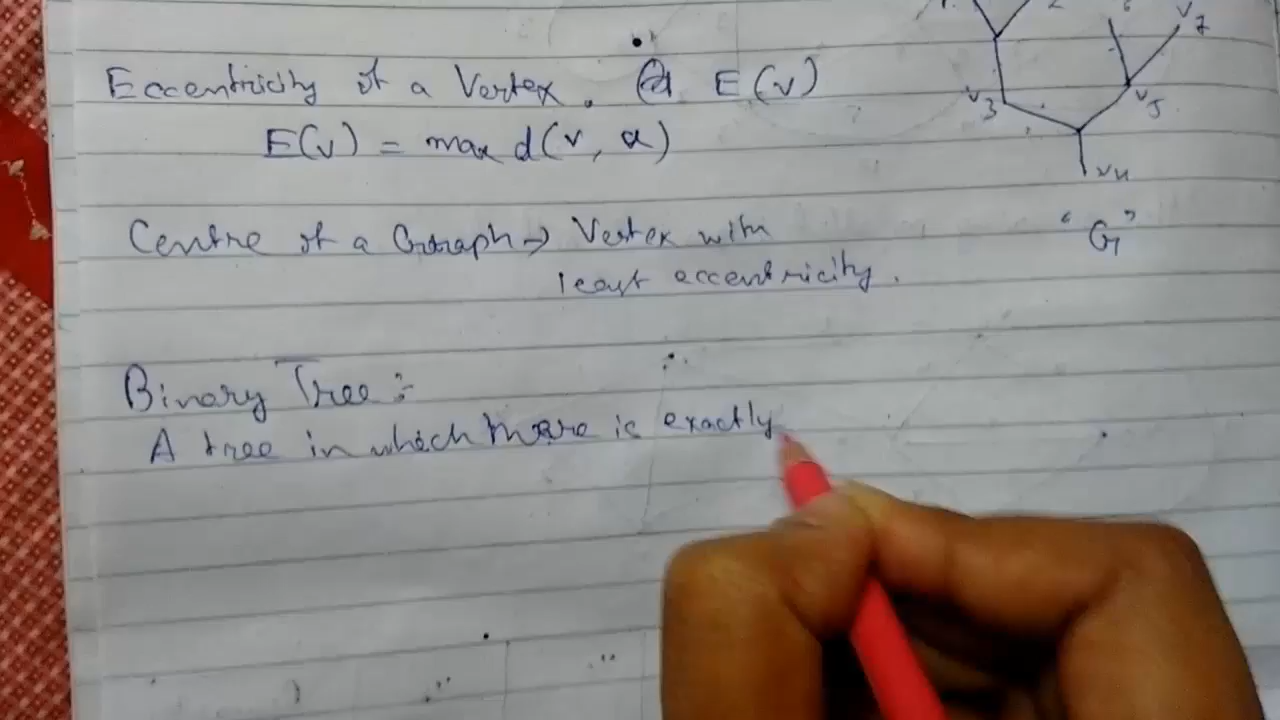 Eccentricity of a Vertex. E(v)
E(v) = max d(v, x)
Centre of a Graph → Vertex with
least eccentricity.
Binary Tree :-
A tree in which there is exactly
2
v7
v3
v5
v4
"G"